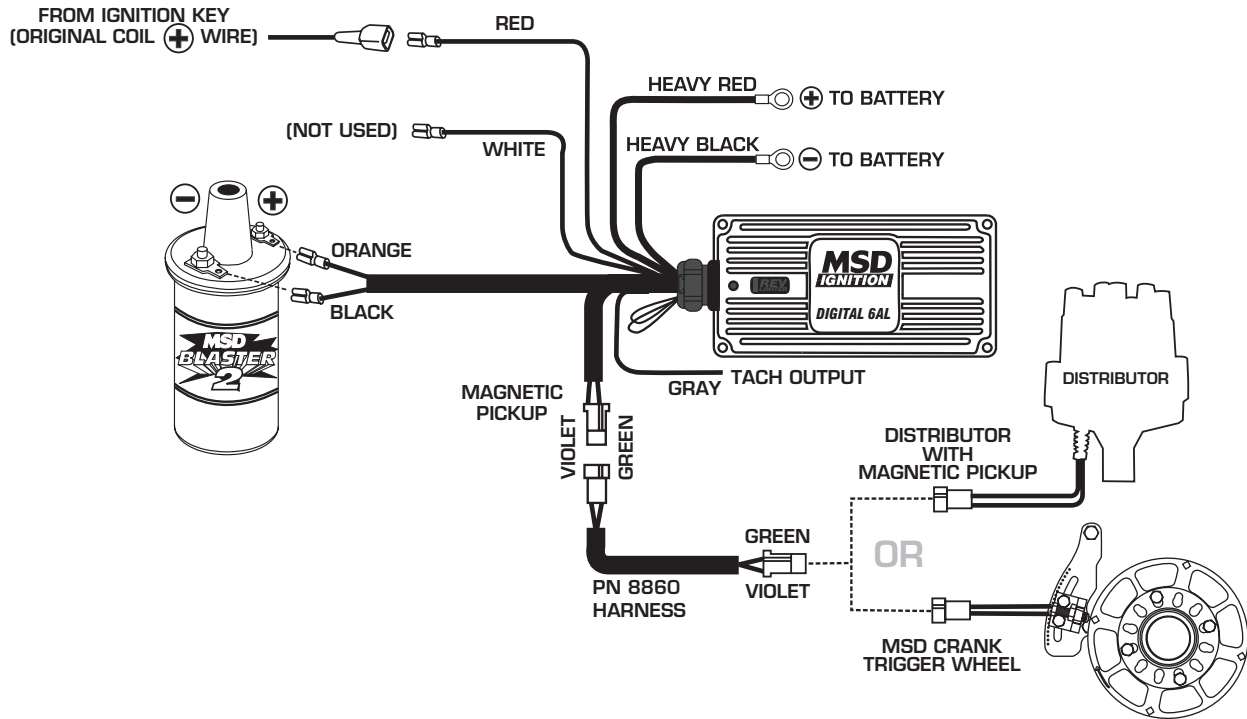 FROM IGNITION KEY
(ORIGINAL COIL + WIRE)
RED
HEAVY RED
+ TO BATTERY
(NOT USED)
WHITE
HEAVY BLACK
- TO BATTERY
- +
ORANGE
BLACK
MSD
BLASTER
2
MSD
IGNITION
DIGITAL 6AL
REV
GRAY
TACH OUTPUT
MAGNETIC
PICKUP
VIOLET
GREEN
DISTRIBUTOR
DISTRIBUTOR
WITH
MAGNETIC PICKUP
GREEN
VIOLET
OR
PN 8860
HARNESS
MSD CRANK
TRIGGER WHEEL